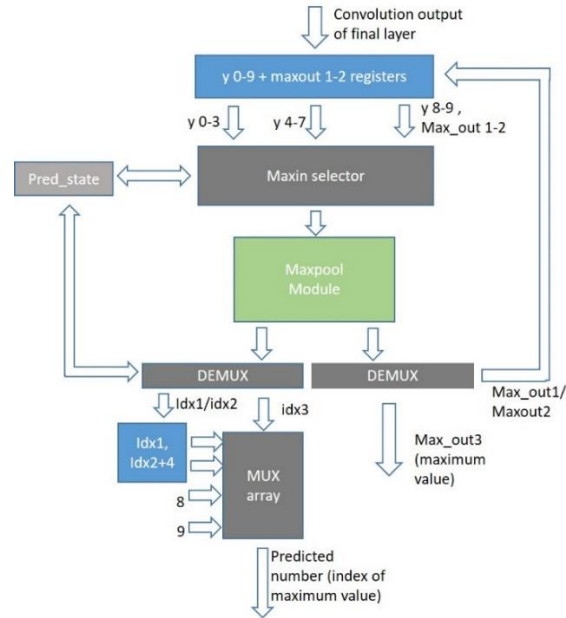 Convolution output
of final layer
y 0-9 + maxout 1-2 registers
y 0-3
y 4-7
y 8-9 ,
Max_out 1-2
Pred_state
Maxin selector
Maxpool
Module
DEMUX
DEMUX
Idx1/idx2
idx3
Max_out1/
Maxout2
Idx1,
Idx2+4
MUX
array
8
9
Max_out3
(maximum
value)
Predicted
number (index of
maximum value)